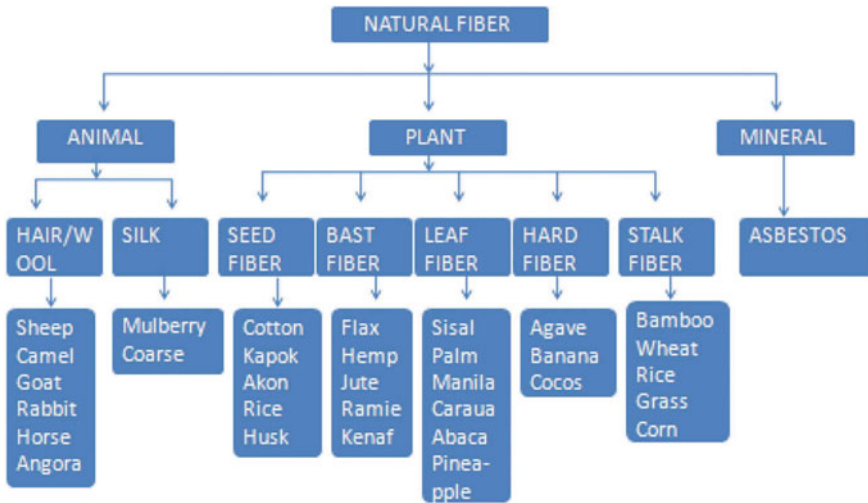 NATURAL FIBER
ANIMAL
PLANT
MINERAL
HAIR/W
OOL
SILK
SEED
FIBER
BAST
FIBER
LEAF
FIBER
HARD
FIBER
STALK
FIBER
ASBESTOS
Sheep
Camel
Goat
Rabbit
Horse
Angora
Mulberry
Coarse
Cotton
Kapok
Akon
Rice
Husk
Flax
Hemp
Jute
Ramie
Kenaf
Sisal
Palm
Manila
Caraua
Abaca
Pinea-
pple
Agave
Banana
Cocos
Bamboo
Wheat
Rice
Grass
Corn